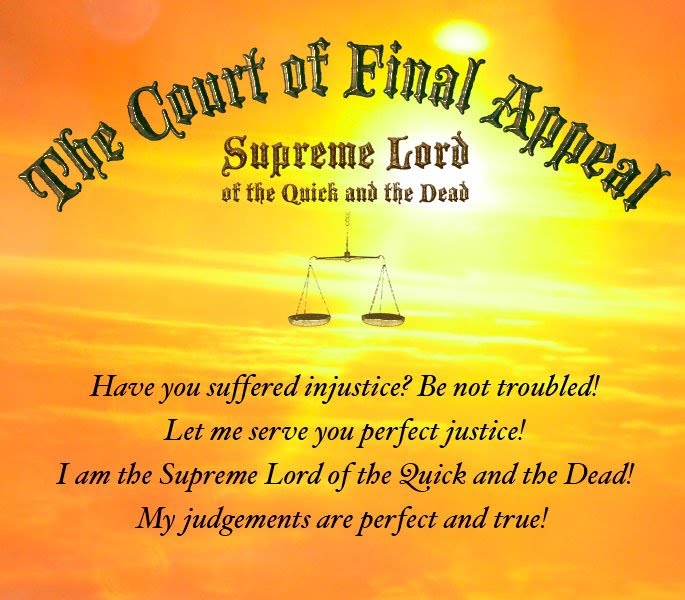 The Court of Final Appeal
Supreme Lord
of the Quick and the Dead
Have you suffered injustice? Be not troubled!
Let me serve you perfect justice!
I am the Supreme Lord of the Quick and the Dead!
My judgements are perfect and true!